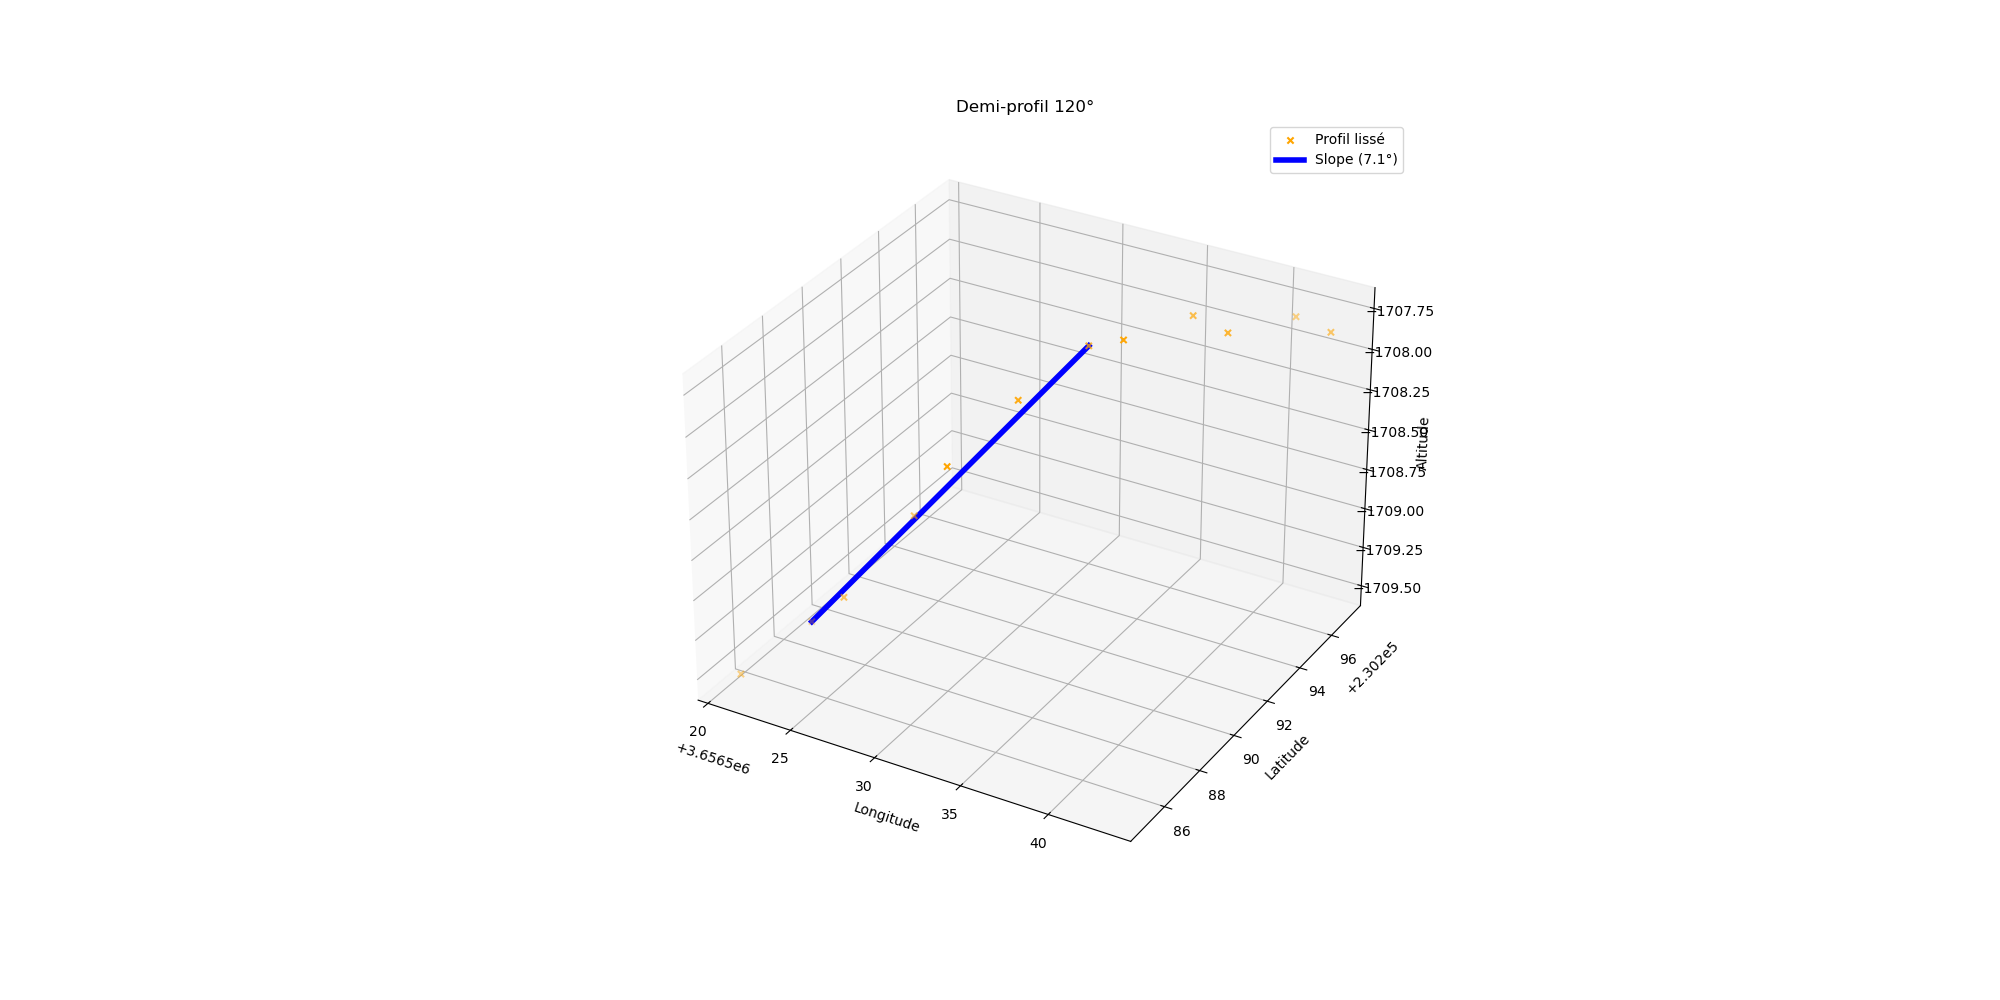 Demi-profil 120°
Profil lissé
Slope (7.1°)
−1707.75
−1708.00
−1708.25
−1708.50
−1708.75
−1709.00
−1709.25
−1709.50
Altitude
96
94
92
90
88
86
+2.302e5
Latitude
20
25
30
35
40
+3.6565e6
Longitude